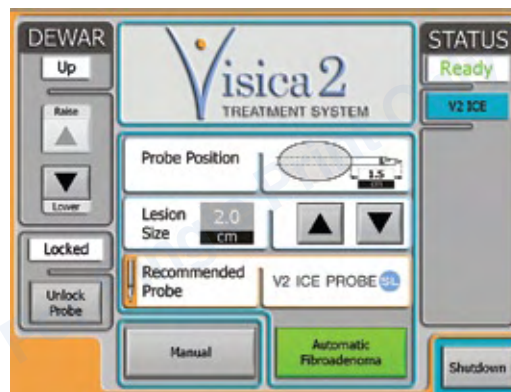 DEWAR
Up
Raise
Lower
Locked
Unlock
Probe
Visica 2
TREATMENT SYSTEM
Probe Position
1.5
cm
Lesion
Size
2.0
cm
Recommended
Probe
V2 ICE PROBE SL
Manual
Automatic
Fibroadenoma
STATUS
Ready
V2 ICE
Shutdown